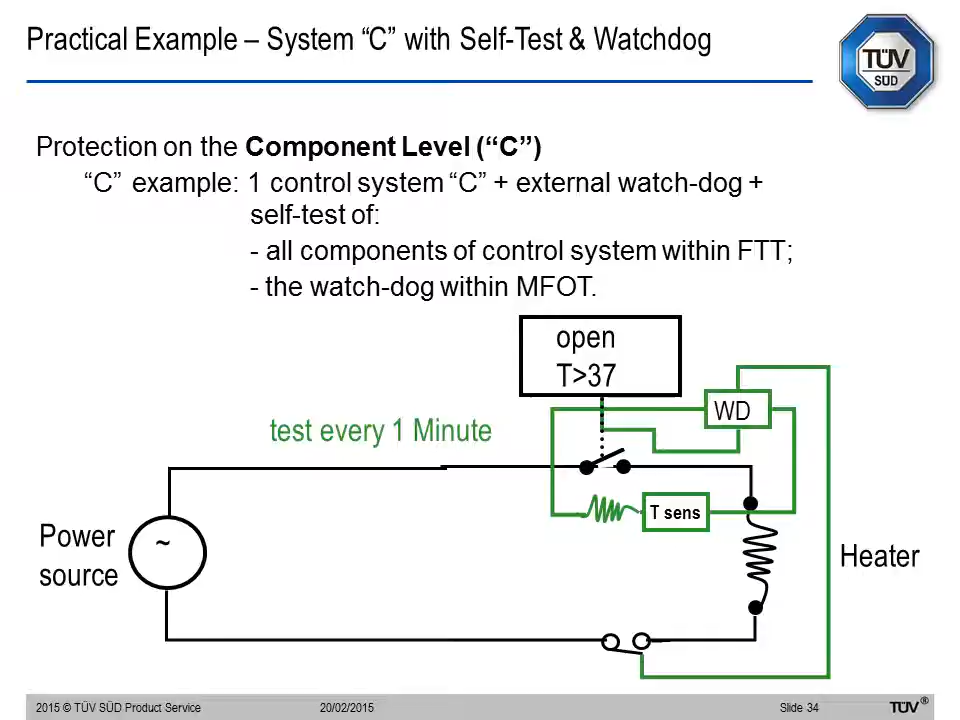 Practical Example – System “C” with Self-Test & Watchdog
TÜV
SÜD
Protection on the Component Level (“C”)
“C” example: 1 control system “C” + external watch-dog +
self-test of:
- all components of control system within FTT;
- the watch-dog within MFOT.
open
T>37
WD
test every 1 Minute
T sens
Power
source
~
Heater
2015 © TÜV SÜD Product Service 20/02/2015 Slide 34 TÜV®